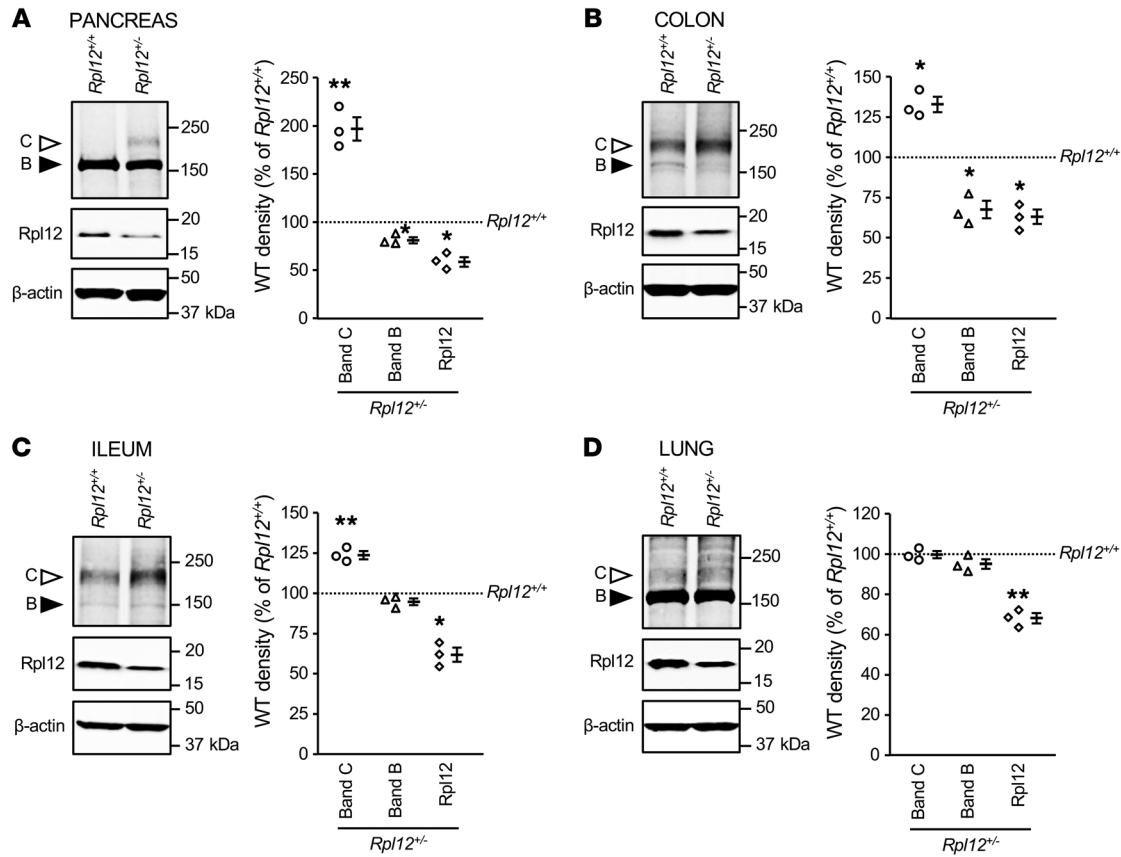 A PANCREAS
Rpl12+/+
Rpl12+/-
C
B
250
150
Rpl12
20
15
β-actin
50
37 kDa
WT density (% of Rpl12+/+)
250
200
150
100
50
0
**
*
*
Rpl12+/+
Band C
Band B
Rpl12
Rpl12+/-
B COLON
Rpl12+/+
Rpl12+/-
C
B
250
150
Rpl12
20
15
β-actin
50
37 kDa
WT density (% of Rpl12+/+)
150
125
100
75
50
25
0
*
*
*
Rpl12+/+
Band C
Band B
Rpl12
Rpl12+/-
C ILEUM
Rpl12+/+
Rpl12+/-
C
B
250
150
Rpl12
20
15
β-actin
50
37 kDa
WT density (% of Rpl12+/+)
150
125
100
75
50
25
0
**
*
Rpl12+/+
Band C
Band B
Rpl12
Rpl12+/-
D LUNG
Rpl12+/+
Rpl12+/-
C
B
250
150
Rpl12
20
15
β-actin
50
37 kDa
WT density (% of Rpl12+/+)
120
100
80
60
40
20
0
**
Rpl12+/+
Band C
Band B
Rpl12
Rpl12+/-